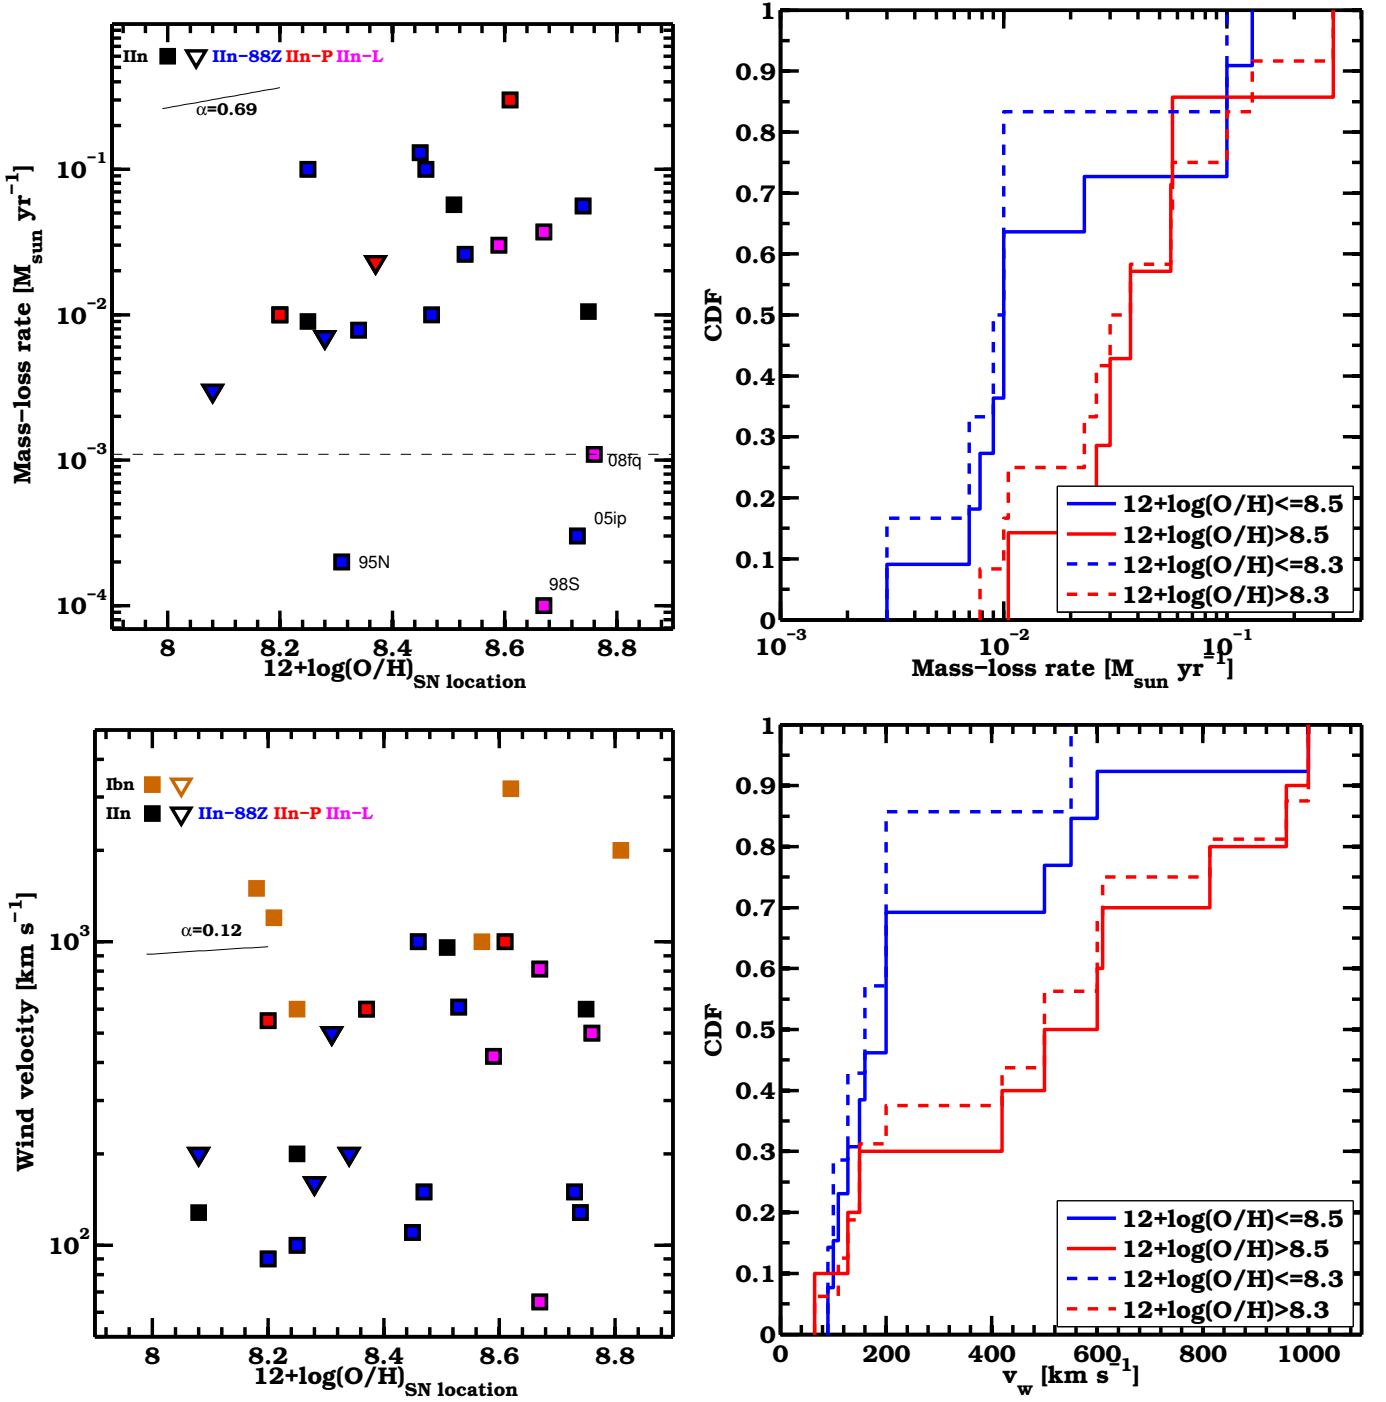 IIn IIn−88Z IIn−P IIn−L
α=0.69
10−1
10−2
10−3
10−4
08fq
05ip
95N
98S
8 8.2 8.4 8.6 8.8
12+log(O/H)SN location
Mass−loss rate [Msun yr−1]
1
0.9
0.8
0.7
0.6
0.5
0.4
0.3
0.2
0.1
0
CDF
12+log(O/H)<=8.5
12+log(O/H)>8.5
12+log(O/H)<=8.3
12+log(O/H)>8.3
10−3 10−2 10−1
Mass−loss rate [Msun yr−1]
Ibn
IIn IIn−88Z IIn−P IIn−L
α=0.12
103
102
8 8.2 8.4 8.6 8.8
12+log(O/H)SN location
Wind velocity [km s−1]
1
0.9
0.8
0.7
0.6
0.5
0.4
0.3
0.2
0.1
0
CDF
12+log(O/H)<=8.5
12+log(O/H)>8.5
12+log(O/H)<=8.3
12+log(O/H)>8.3
0 200 400 600 800 1000
vw [km s−1]